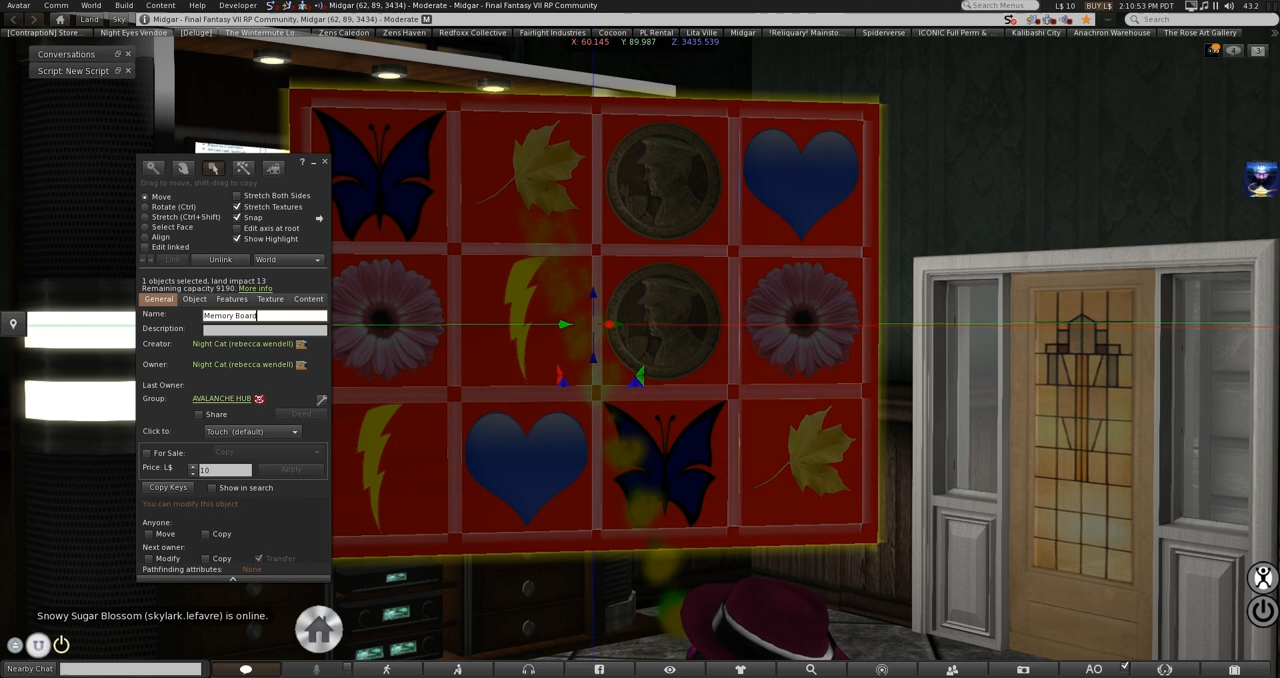 Avatar Comm World Build Content Help Developer
Search Menus L$ 10 BUY L$ 2:10:53 PM PDT 43.2
Midgar - Final Fantasy VII RP Community, Midgar (62, 89, 3434) - Moderate - Midgar - Final Fantasy VII RP Community
Land Sky Midgar - Final Fantasy VII RP Community, Midgar (62, 89, 3434) - Moderate M Search
[ContraptioN] Store... Night Eyes Vendoe [Deluge] The Wintermute Lo Zens Caledon Zens Haven Redfoxx Collective Fairlight Industries Cocoon PL Rental Lita Ville Midgar !Reliquary! Mainsto... Spiderverse ICONIC Full Perm & ... Kalibashi City Anachron Warehouse The Rose Art Gallery
X: 60.145 Y: 89.987 Z: 3435.539
4 3
Conversations
Script: New Script
Drag to move, shift-drag to copy
Move
Rotate (Ctrl)
Stretch (Ctrl+Shift)
Select Face
Align
Edit linked
Stretch Both Sides
Stretch Textures
Snap
Edit axis at root
Show Highlight
Link Unlink World
1 objects selected, land impact 13
Remaining capacity 9190. More info
General Object Features Texture Content
Name: Memory Board
Description:
Creator: Night Cat (rebecca.wendell)
Owner: Night Cat (rebecca.wendell)
Last Owner:
Group: AVALANCHE HUB
Share Deed
Click to: Touch (default)
For Sale: Copy
Price: L$ 10 Apply
Copy Keys Show in search
You can modify this object
Anyone:
Move Copy
Next owner:
Modify Copy Transfer
Pathfinding attributes: None
Snowy Sugar Blossom (skylark.lefavre) is online.
Nearby Chat AO